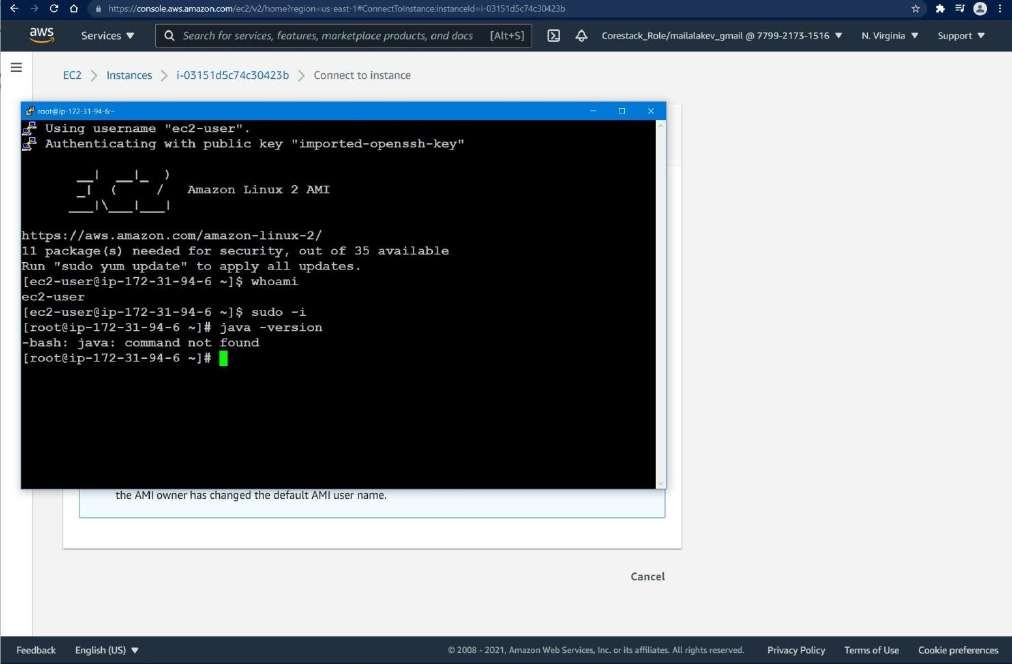 https://console.aws.amazon.com/ec2/v2/home?region=us-east-1#ConnectToInstance:instanceId=i-03151d5c74c30423b
aws Services Search for services, features, marketplace products, and docs [Alt+S] Corestack_Role/mailalakev_gmail @ 7799-2173-1516 N. Virginia Support
EC2 Instances i-03151d5c74c30423b Connect to instance
root@ip-172-31-94-6:~
Using username "ec2-user".
Authenticating with public key "imported-openssh-key"
__| __|_ )
_| ( / Amazon Linux 2 AMI
___|\___|___|
https://aws.amazon.com/amazon-linux-2/
11 package(s) needed for security, out of 35 available
Run "sudo yum update" to apply all updates.
[ec2-user@ip-172-31-94-6 ~]$ whoami
ec2-user
[ec2-user@ip-172-31-94-6 ~]$ sudo -i
[root@ip-172-31-94-6 ~]# java -version
-bash: java: command not found
[root@ip-172-31-94-6 ~]#
the AMI owner has changed the default AMI user name.
Cancel
Feedback English (US) © 2008 - 2021, Amazon Web Services, Inc. or its affiliates. All rights reserved. Privacy Policy Terms of Use Cookie preferences